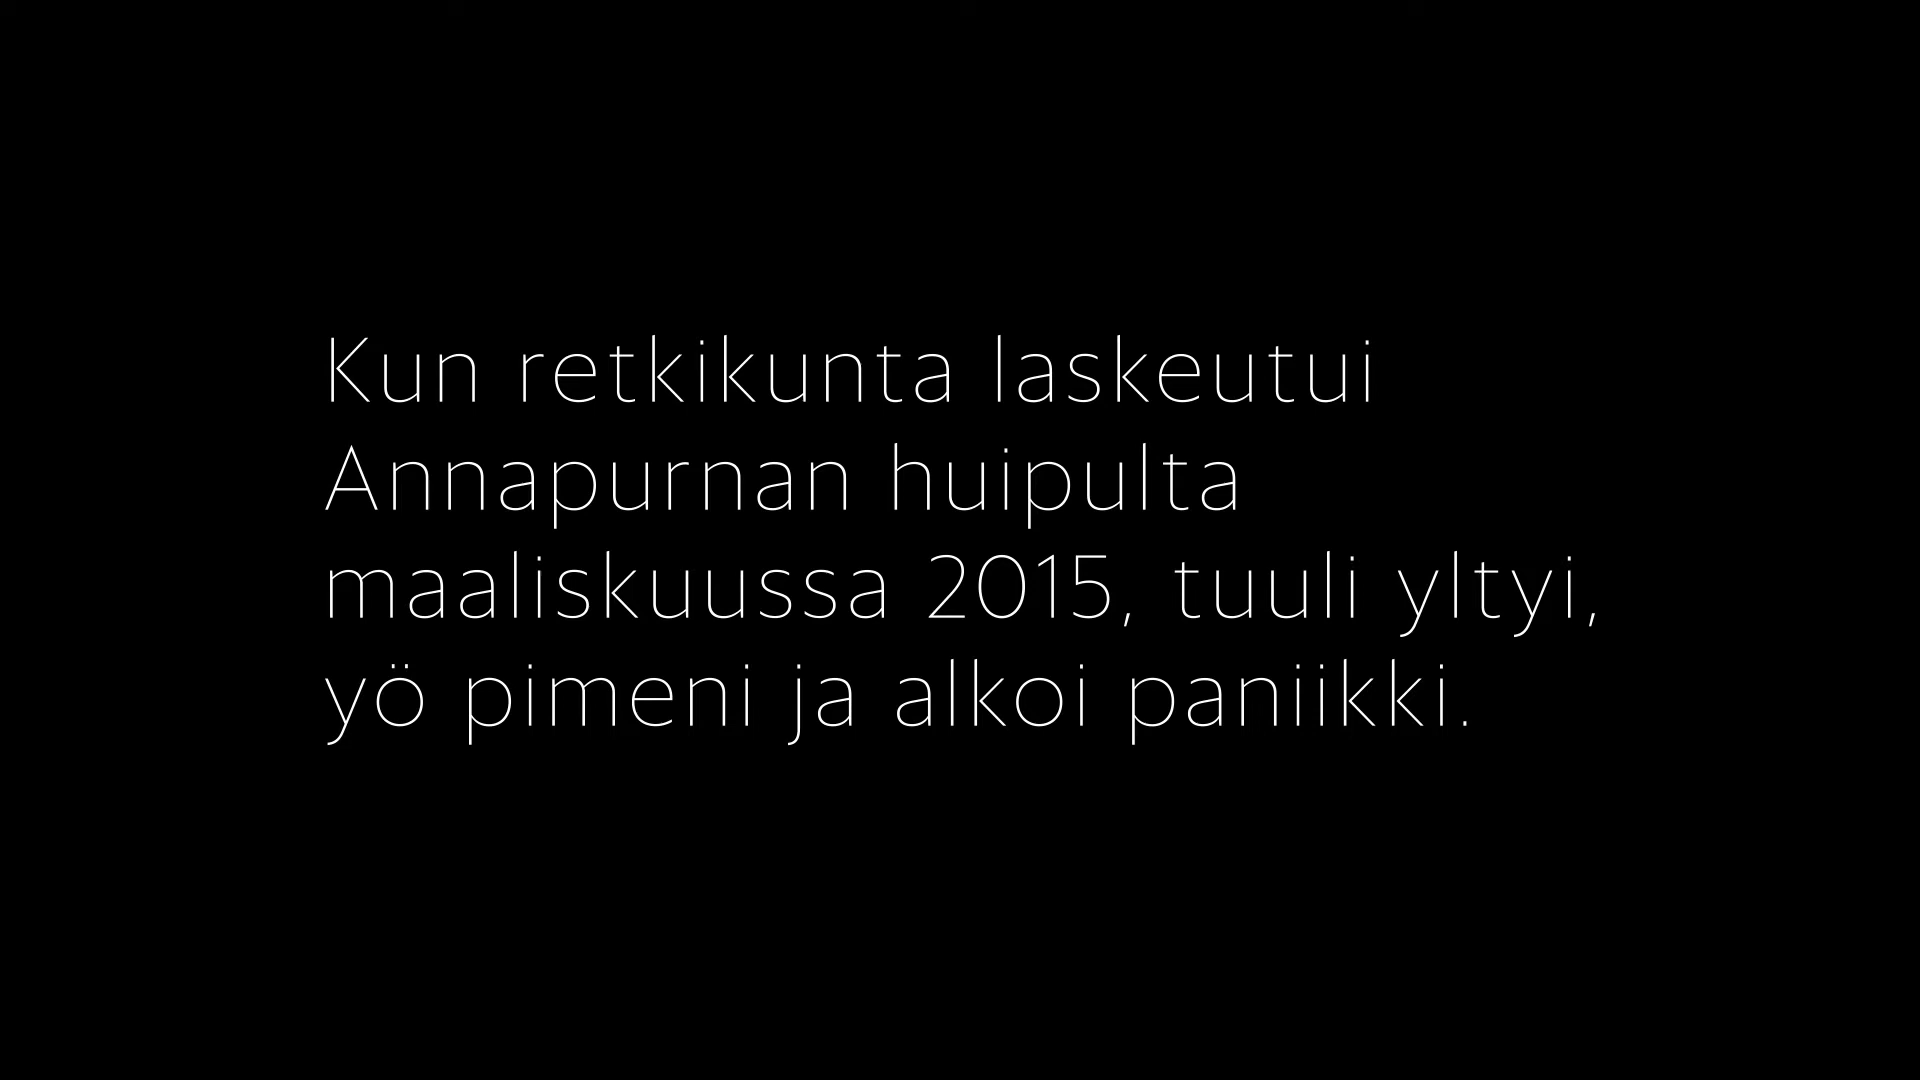 Kun retkikunta laskeutui
Annapurnan huipulta
maaliskuussa 2015, tuuli yltyi,
yö pimeni ja alkoi paniikki.